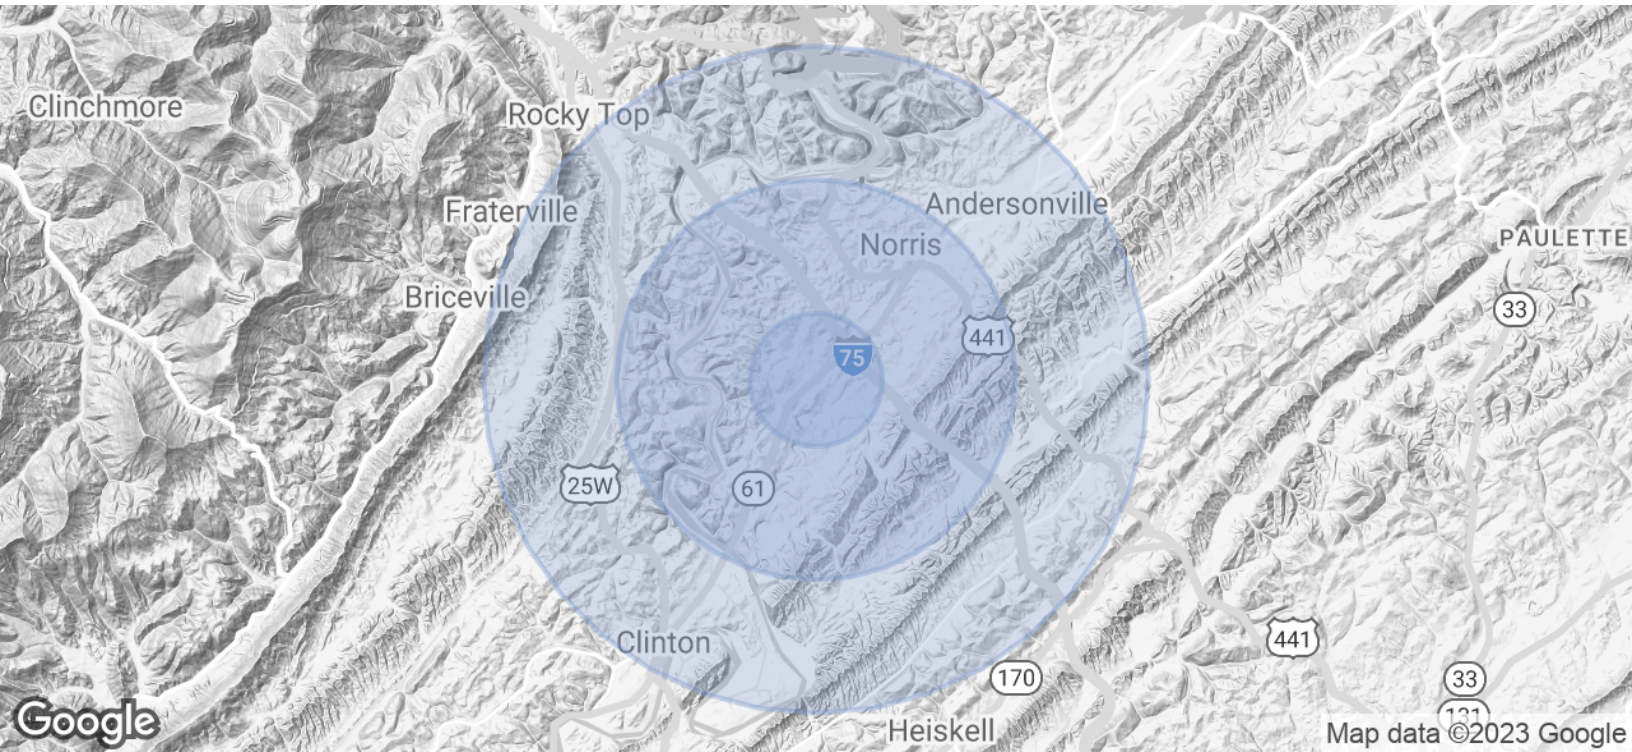 Clinchmore
Rocky Top
Fraterville
Andersonville
Norris
PAULETTE
Briceville
33
441
75
25W
61
Clinton
441
170
33
131
Heiskell
Google
Map data ©2023 Google